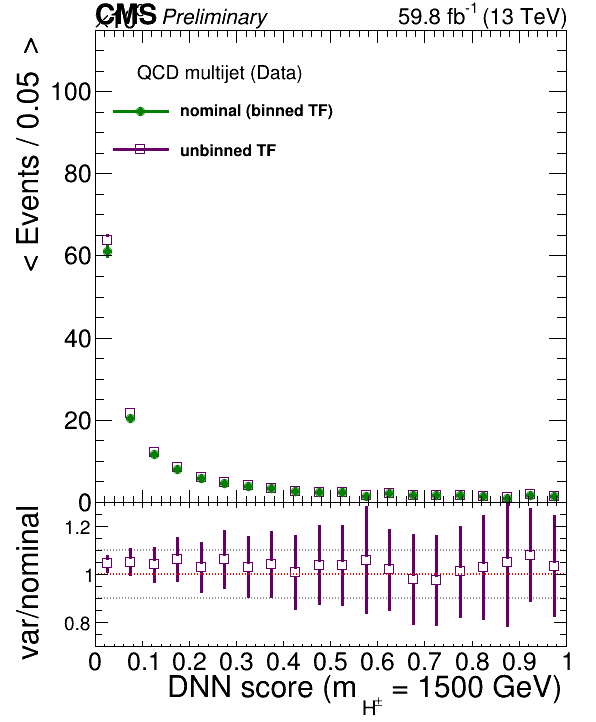 CMS Preliminary 59.8 fb⁻¹ (13 TeV)
QCD multijet (Data)
nominal (binned TF)
unbinned TF
< Events / 0.05 >
100
80
60
40
20
0
var/nominal
1.2
1
0.8
0 0.1 0.2 0.3 0.4 0.5 0.6 0.7 0.8 0.9 1
DNN score (m_H± = 1500 GeV)